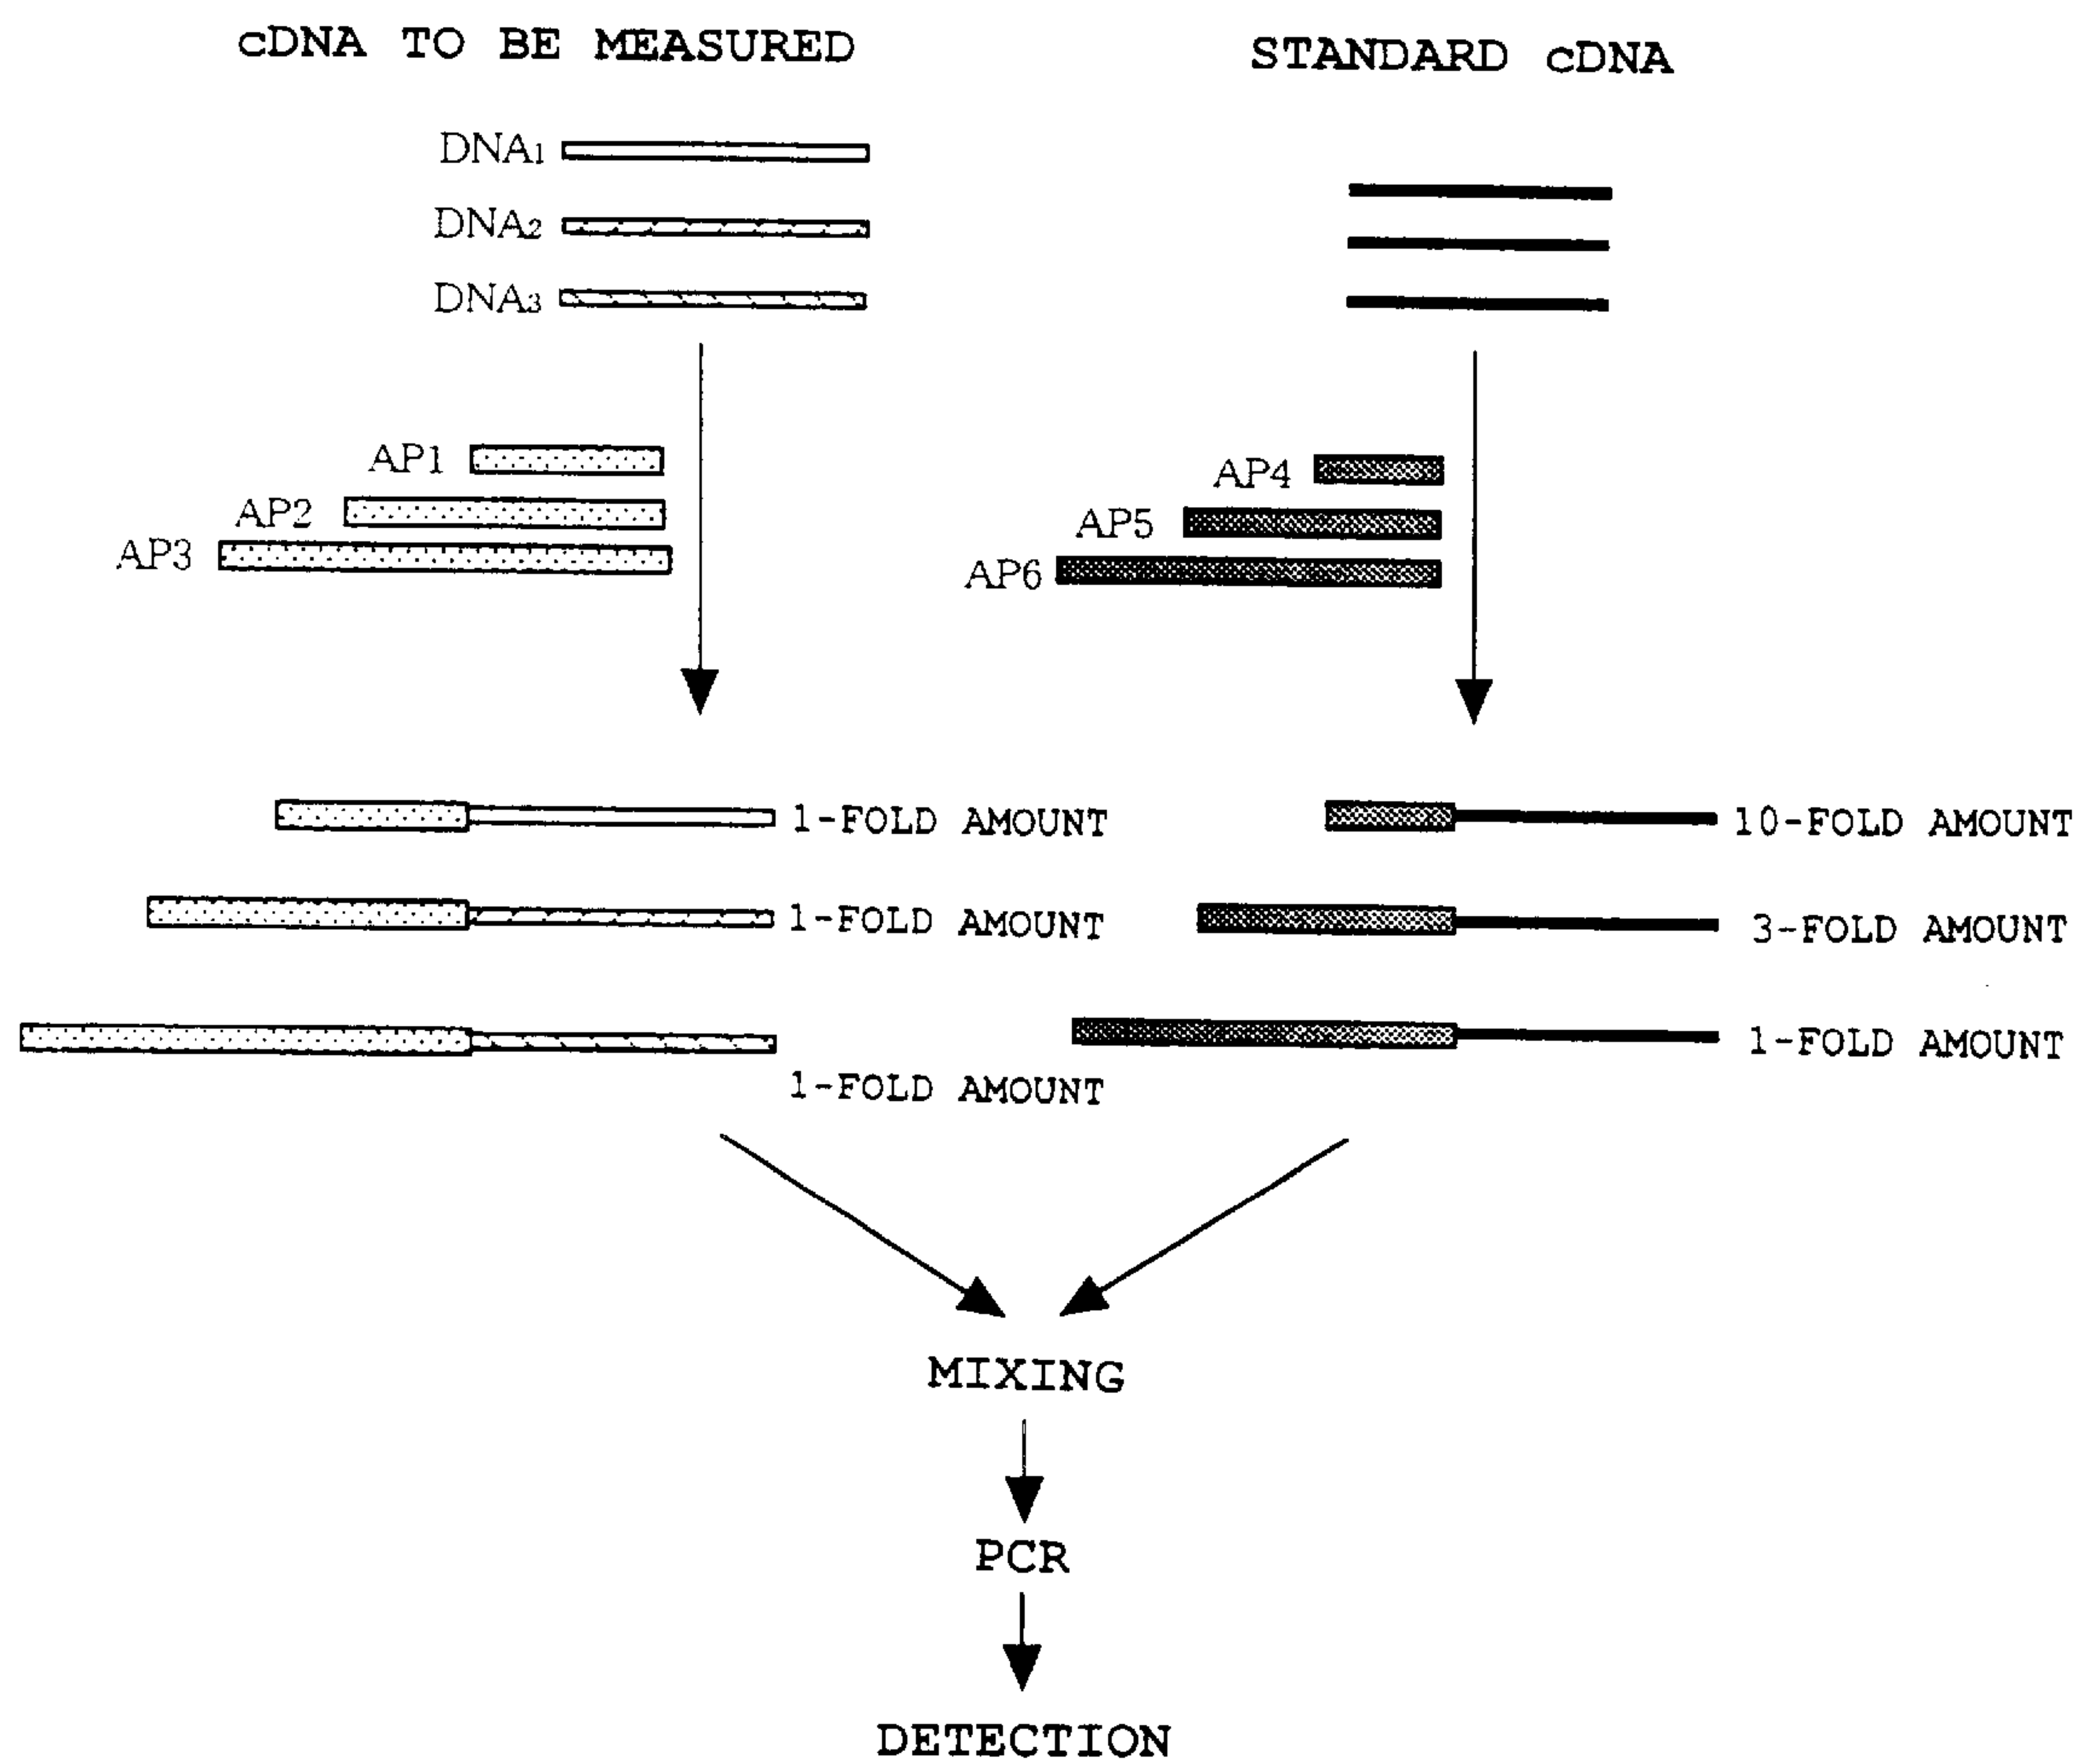 cDNA TO BE MEASURED
STANDARD cDNA
DNA1
DNA2
DNA3
AP1
AP2
AP3
AP4
AP5
AP6
1-FOLD AMOUNT
10-FOLD AMOUNT
1-FOLD AMOUNT
3-FOLD AMOUNT
1-FOLD AMOUNT
1-FOLD AMOUNT
MIXING
PCR
DETECTION